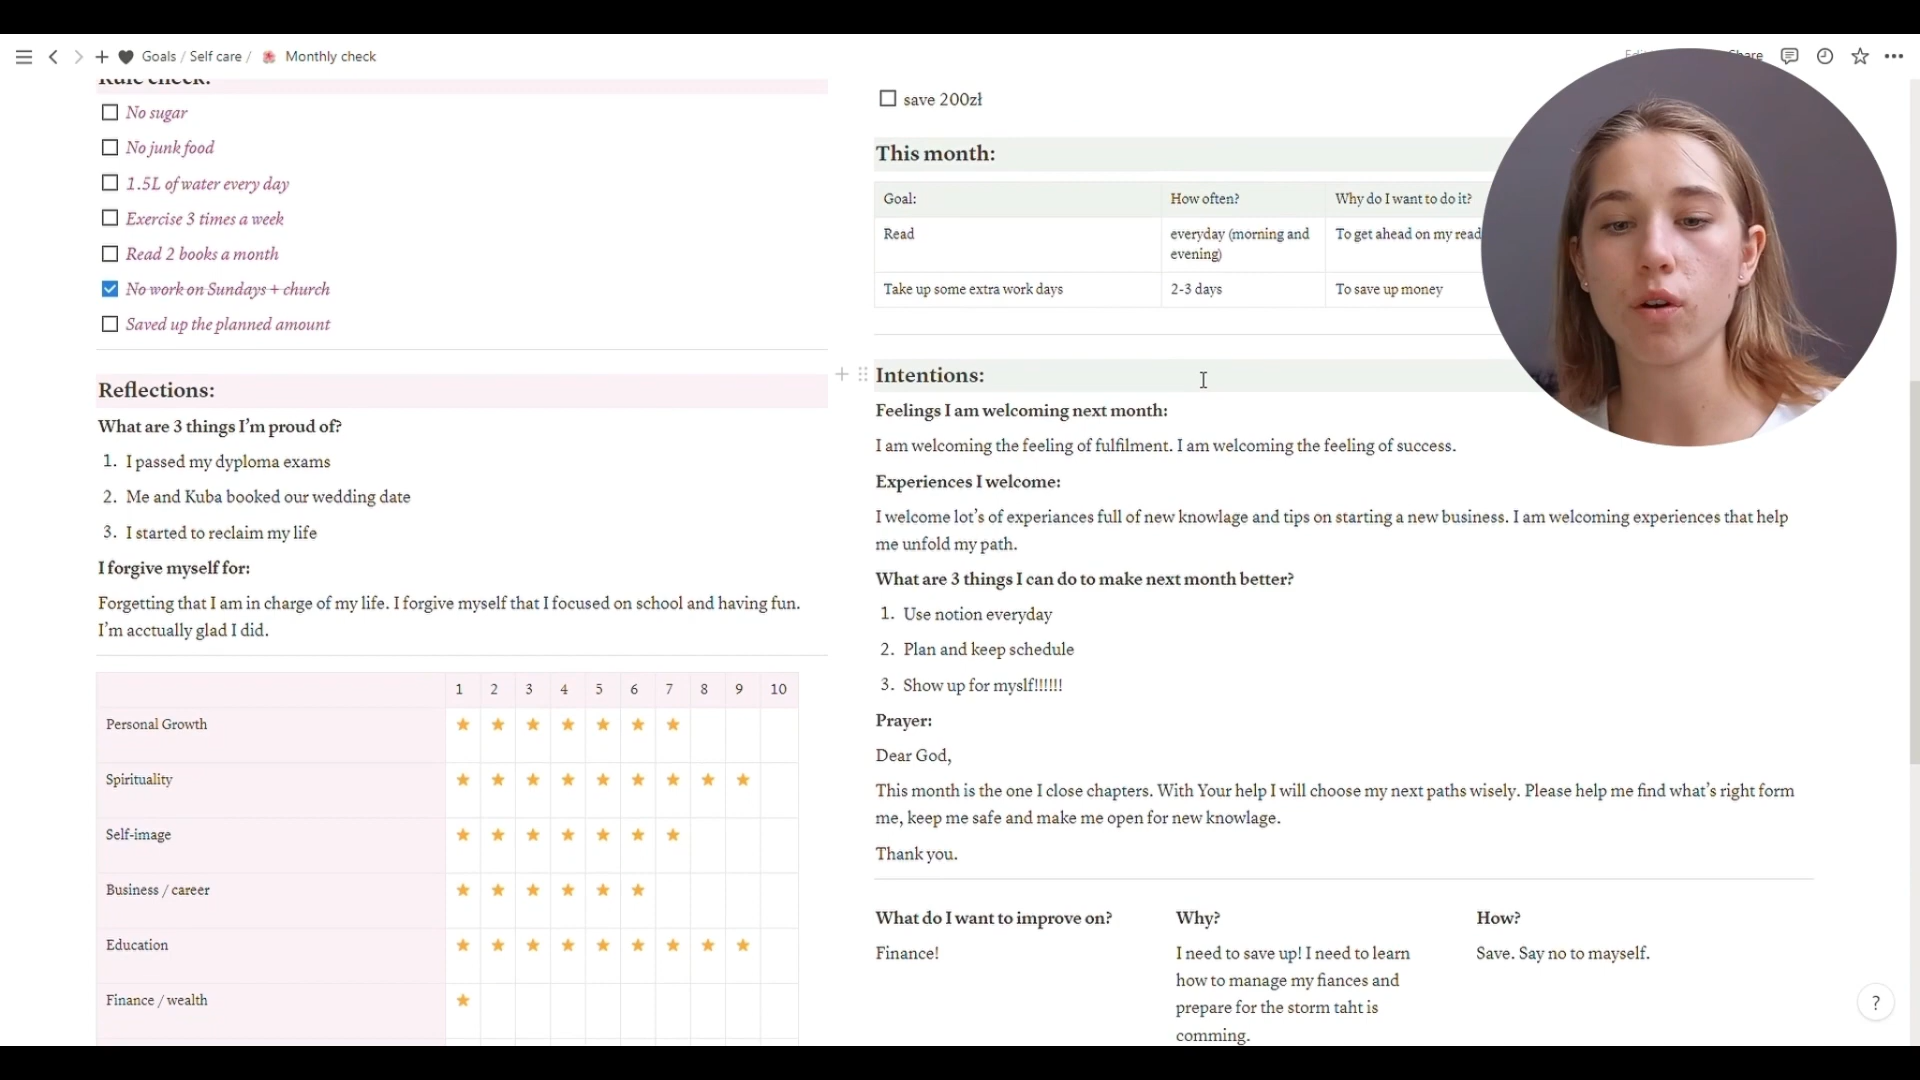 Goals / Self care / Monthly check
Share
Rule check:
No sugar
No junk food
1.5L of water every day
Exercise 3 times a week
Read 2 books a month
No work on Sundays + church
Saved up the planned amount
Reflections:
What are 3 things I'm proud of?
1. I passed my dyploma exams
2. Me and Kuba booked our wedding date
3. I started to reclaim my life
I forgive myself for:
Forgetting that I am in charge of my life. I forgive myself that I focused on school and having fun.
I'm acctually glad I did.
1 2 3 4 5 6 7 8 9 10
Personal Growth
Spirituality
Self-image
Business / career
Education
Finance / wealth
save 200zł
This month:
Goal: How often? Why do I want to do it?
Read everyday (morning and To get ahead on my read
evening)
Take up some extra work days 2-3 days To save up money
Intentions:
Feelings I am welcoming next month:
I am welcoming the feeling of fulfilment. I am welcoming the feeling of success.
Experiences I welcome:
I welcome lot's of experiances full of new knowlage and tips on starting a new business. I am welcoming experiences that help
me unfold my path.
What are 3 things I can do to make next month better?
1. Use notion everyday
2. Plan and keep schedule
3. Show up for myslf!!!!!!
Prayer:
Dear God,
This month is the one I close chapters. With Your help I will choose my next paths wisely. Please help me find what's right form
me, keep me safe and make me open for new knowlage.
Thank you.
What do I want to improve on? Why? How?
Finance! I need to save up! I need to learn Save. Say no to mayself.
how to manage my fiances and
prepare for the storm taht is
comming.
?